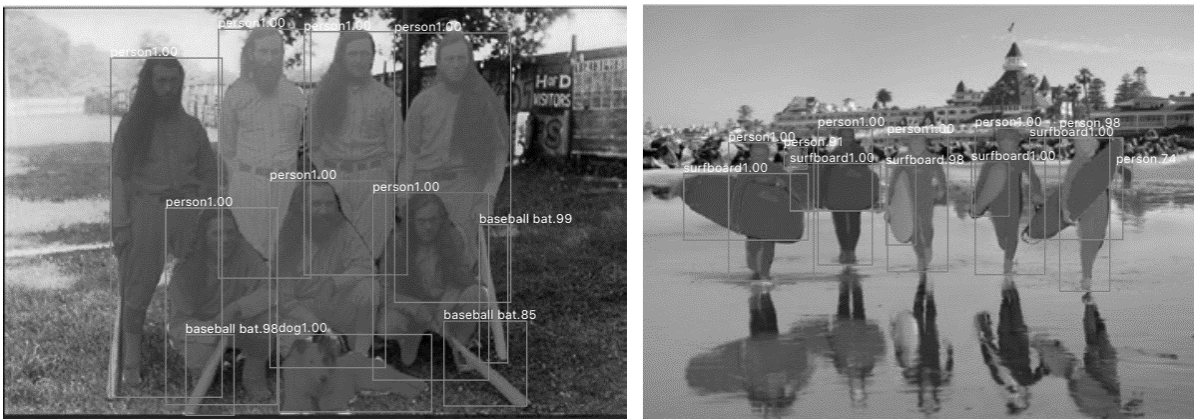 person1.00
person1.00
person1.00
person1.00
HorD
VISITORS
person1.00
person1.00
person1.00
baseball bat.99
baseball bat.85
baseball bat.98
dog1.00
person1.00
person.98
person1.00
person1.00
person1.00
surfboard1.00
person.91
surfboard1.00
surfboard.98
surfboard1.00
person.74
surfboard1.00